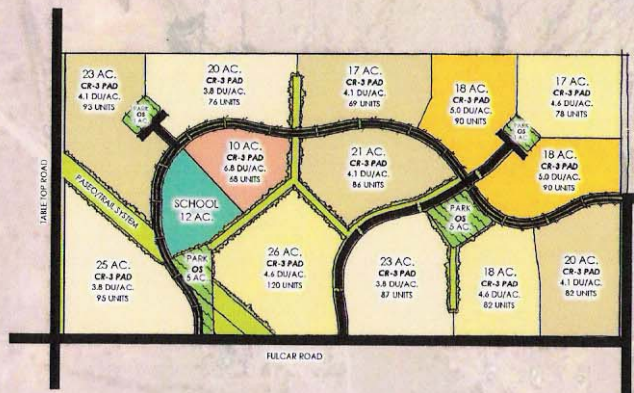 23 AC.
CR-3 PAD
4.1 DU/AC.
93 UNITS
20 AC.
CR-3 PAD
3.8 DU/AC.
76 UNITS
17 AC.
CR-3 PAD
4.1 DU/AC.
69 UNITS
18 AC.
CR-3 PAD
5.0 DU/AC.
90 UNITS
17 AC.
CR-3 PAD
4.6 DU/AC.
78 UNITS
PARK
OS
AC.
10 AC.
CR-3 PAD
6.8 DU/AC.
68 UNITS
21 AC.
CR-3 PAD
4.1 DU/AC.
86 UNITS
PARK
OS
AC.
18 AC.
CR-3 PAD
5.0 DU/AC.
90 UNITS
TABLE TOP ROAD
PASEO/TRAIL SYSTEM
SCHOOL
12 AC.
PARK
OS
5 AC.
25 AC.
CR-3 PAD
3.8 DU/AC.
95 UNITS
PARK
OS
5 AC.
26 AC.
CR-3 PAD
4.6 DU/AC.
120 UNITS
23 AC.
CR-3 PAD
3.8 DU/AC.
87 UNITS
18 AC.
CR-3 PAD
4.6 DU/AC.
82 UNITS
20 AC.
CR-3 PAD
4.1 DU/AC.
82 UNITS
FULCAR ROAD